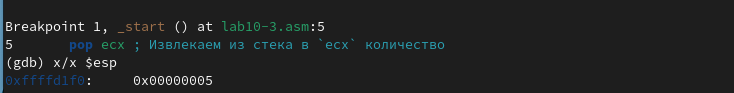 Breakpoint 1, _start () at lab10-3.asm:5
5 pop ecx ; Извлекаем из стека в `ecx` количество
(gdb) x/x $esp
0xffffd1f0: 0x00000005